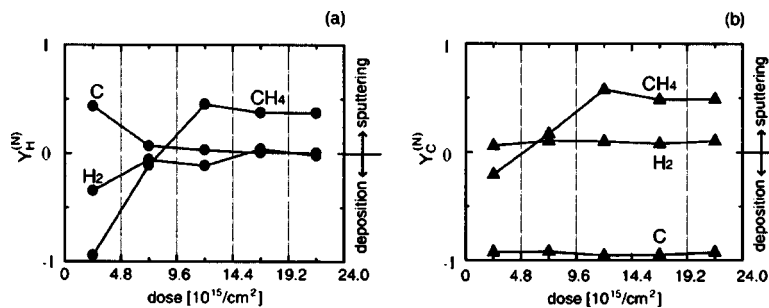 (a)
1
C
CH4
0
H2
-1
Y_H^(N)
deposition ←→ sputtering
0 4.8 9.6 14.4 19.2 24.0
dose [10^15/cm^2]
(b)
1
CH4
0
H2
C
-1
Y_C^(N)
deposition ←→ sputtering
0 4.8 9.6 14.4 19.2 24.0
dose [10^15/cm^2]